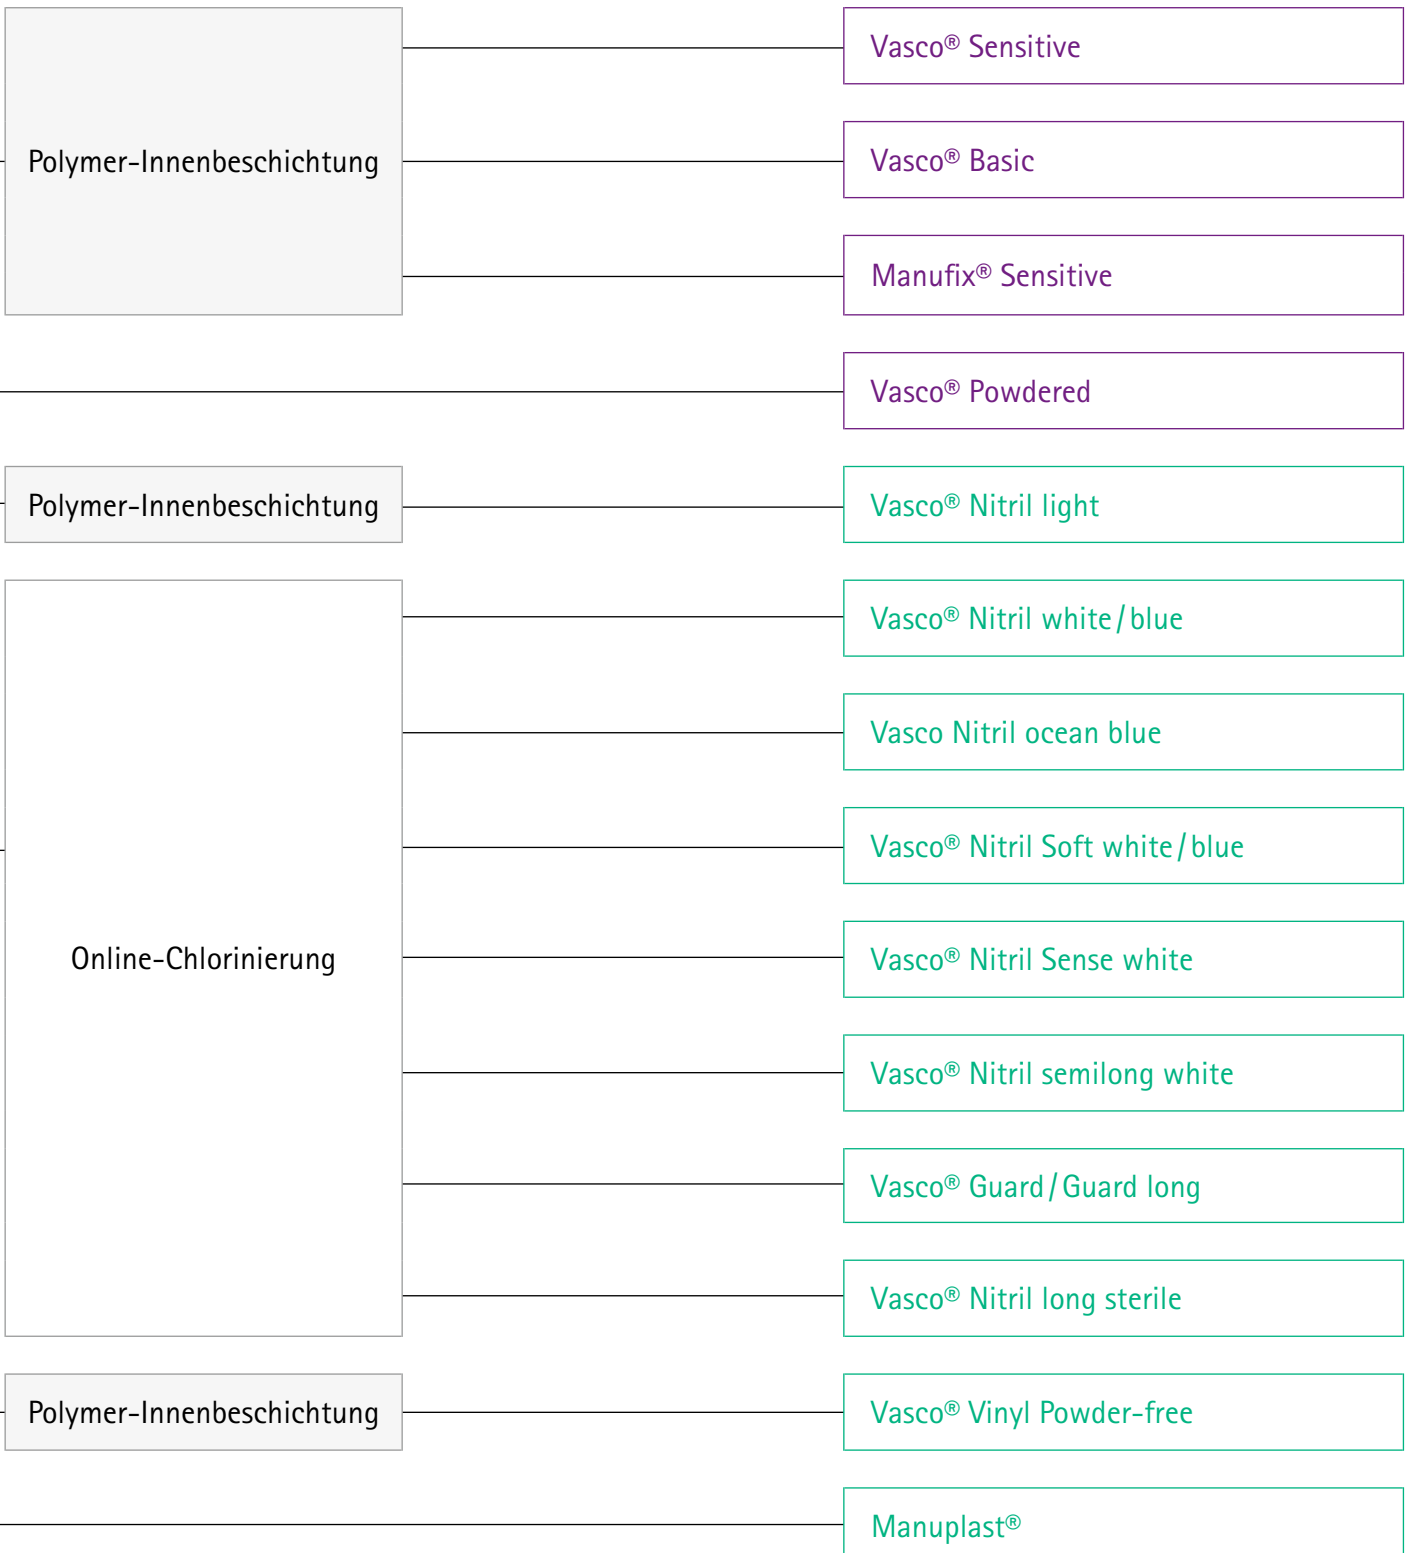 Vasco® Sensitive
Polymer-Innenbeschichtung
Vasco® Basic
Manufix® Sensitive
Vasco® Powdered
Polymer-Innenbeschichtung
Vasco® Nitril light
Vasco® Nitril white/blue
Vasco Nitril ocean blue
Vasco® Nitril Soft white/blue
Online-Chlorinierung
Vasco® Nitril Sense white
Vasco® Nitril semilong white
Vasco® Guard/Guard long
Vasco® Nitril long sterile
Polymer-Innenbeschichtung
Vasco® Vinyl Powder-free
Manuplast®